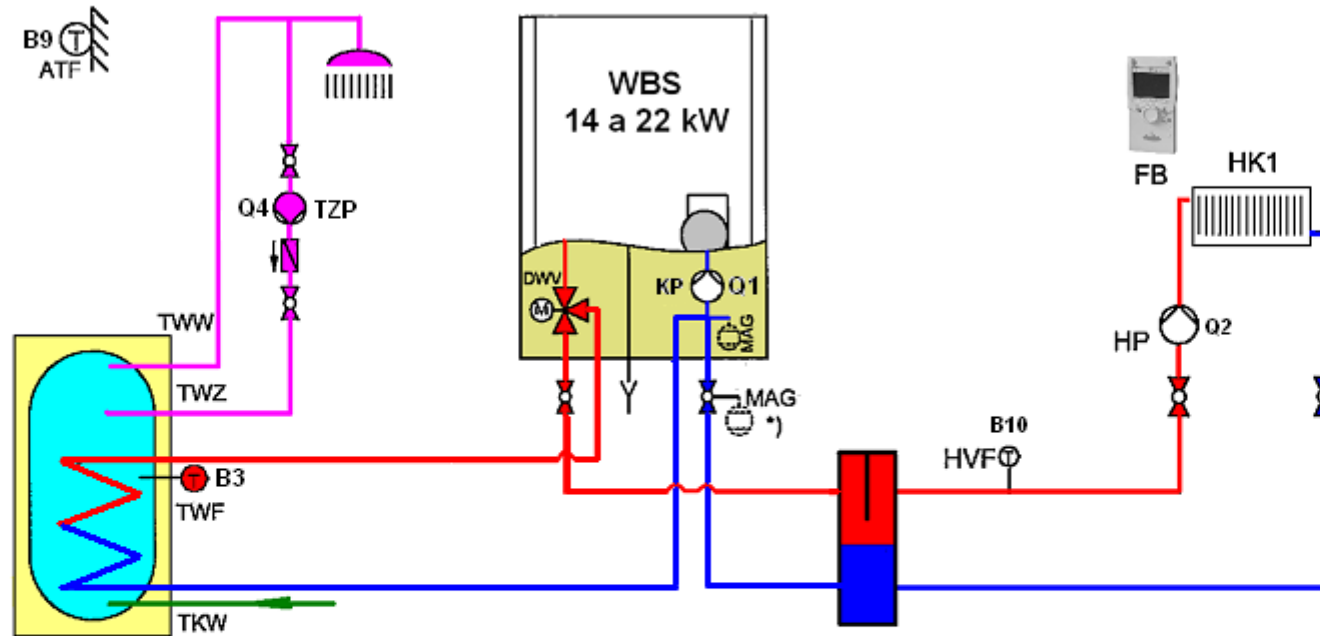 B9
T
ATF
WBS
14 a 22 kW
FB
HK1
Q4
TZP
DWV
M
KP
Q1
MAG
HP
Q2
TWW
TWZ
MAG
*)
B10
HVF
T
T
B3
TWF
TKW